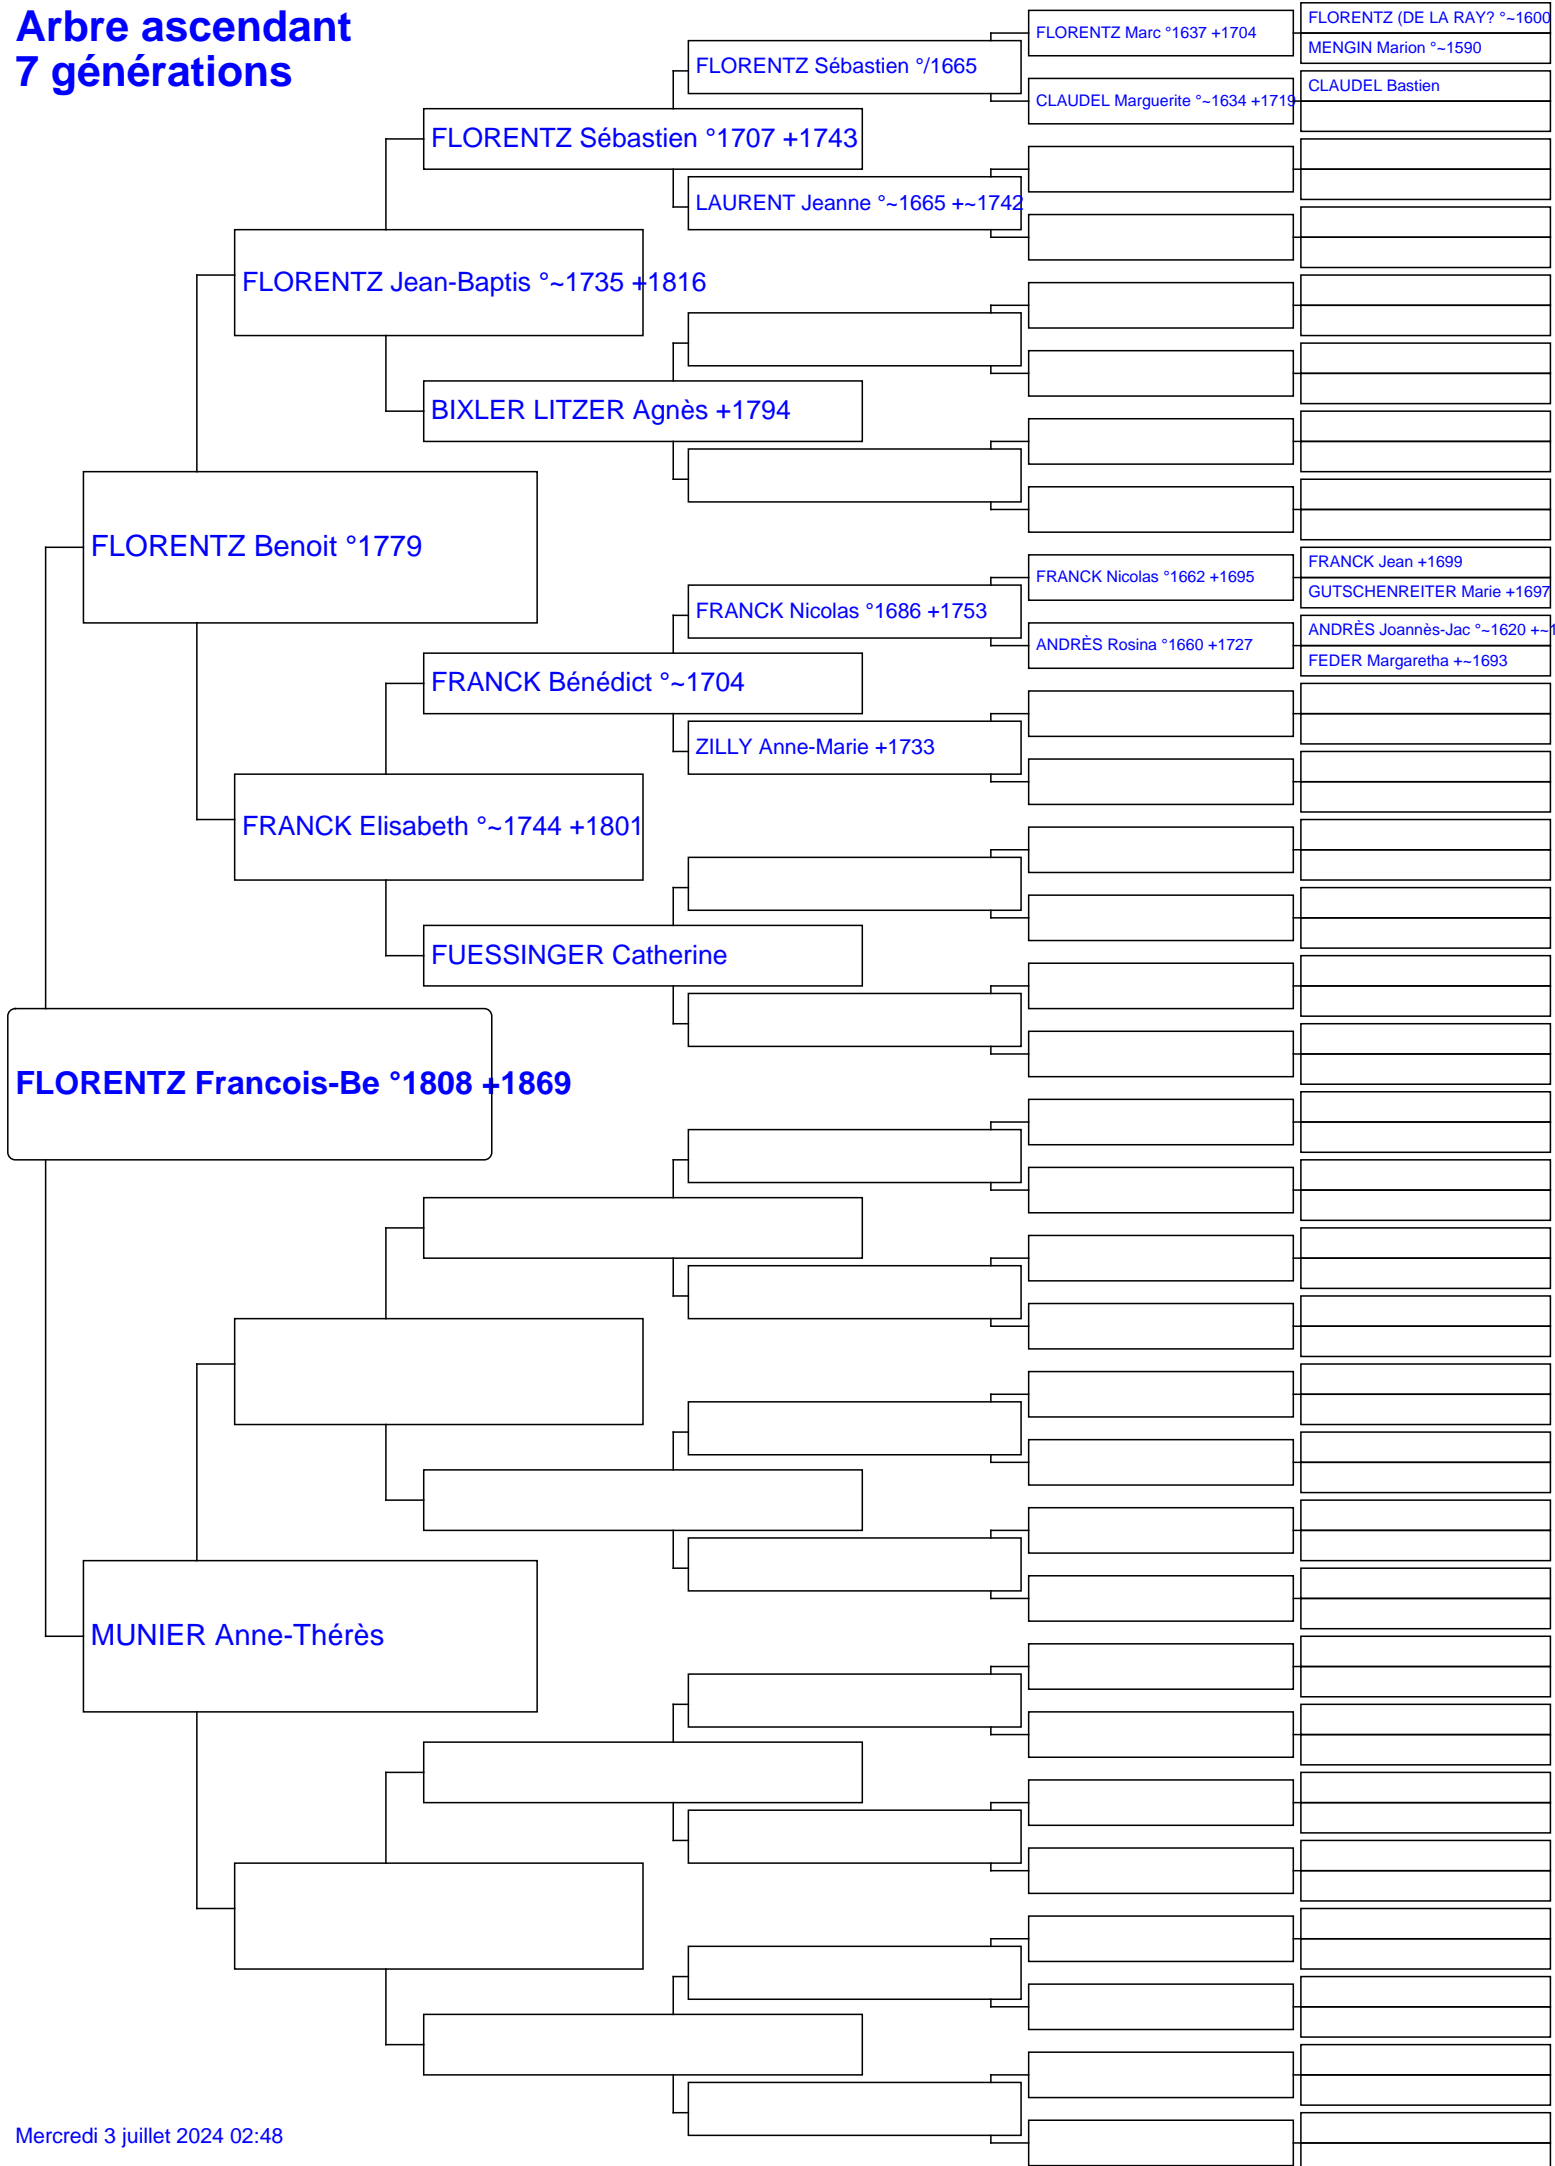 Arbre ascendant
7 générations
FLORENTZ (DE LA RAY? °~1600
FLORENTZ Marc °1637 +1704
MENGIN Marion °~1590
FLORENTZ Sébastien °/1665
CLAUDEL Bastien
CLAUDEL Marguerite °~1634 +1719
FLORENTZ Sébastien °1707 +1743
LAURENT Jeanne °~1665 +~1742
FLORENTZ Jean-Baptis °~1735 +1816
BIXLER LITZER Agnès +1794
FLORENTZ Benoit °1779
FRANCK Jean +1699
FRANCK Nicolas °1662 +1695
GUTSCHENREITER Marie +1697
FRANCK Nicolas °1686 +1753
ANDRÈS Joannès-Jac °~1620 +~1
ANDRÈS Rosina °1660 +1727
FEDER Margaretha +~1693
FRANCK Bénédict °~1704
ZILLY Anne-Marie +1733
FRANCK Elisabeth °~1744 +1801
FUESSINGER Catherine
FLORENTZ Francois-Be °1808 +1869
MUNIER Anne-Thérès
Mercredi 3 juillet 2024 02:48